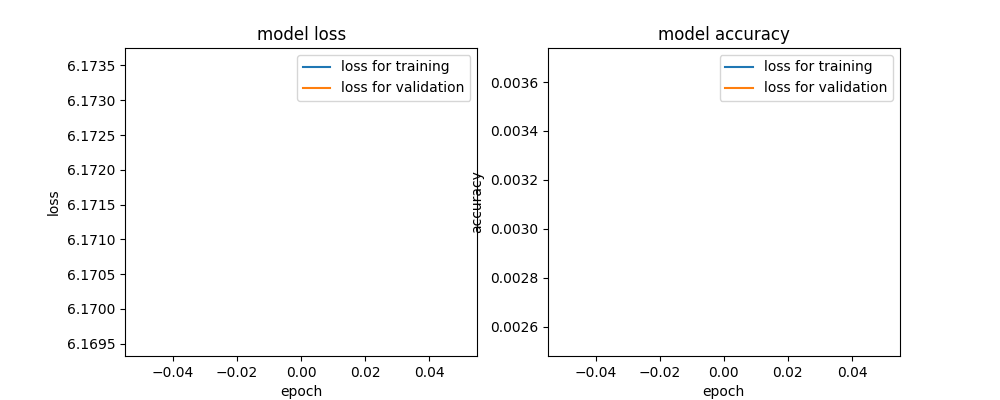 model loss
loss for training
loss for validation
6.1735
6.1730
6.1725
6.1720
6.1715
6.1710
6.1705
6.1700
6.1695
loss
−0.04 −0.02 0.00 0.02 0.04
epoch
model accuracy
loss for training
loss for validation
0.0036
0.0034
0.0032
0.0030
0.0028
0.0026
accuracy
−0.04 −0.02 0.00 0.02 0.04
epoch